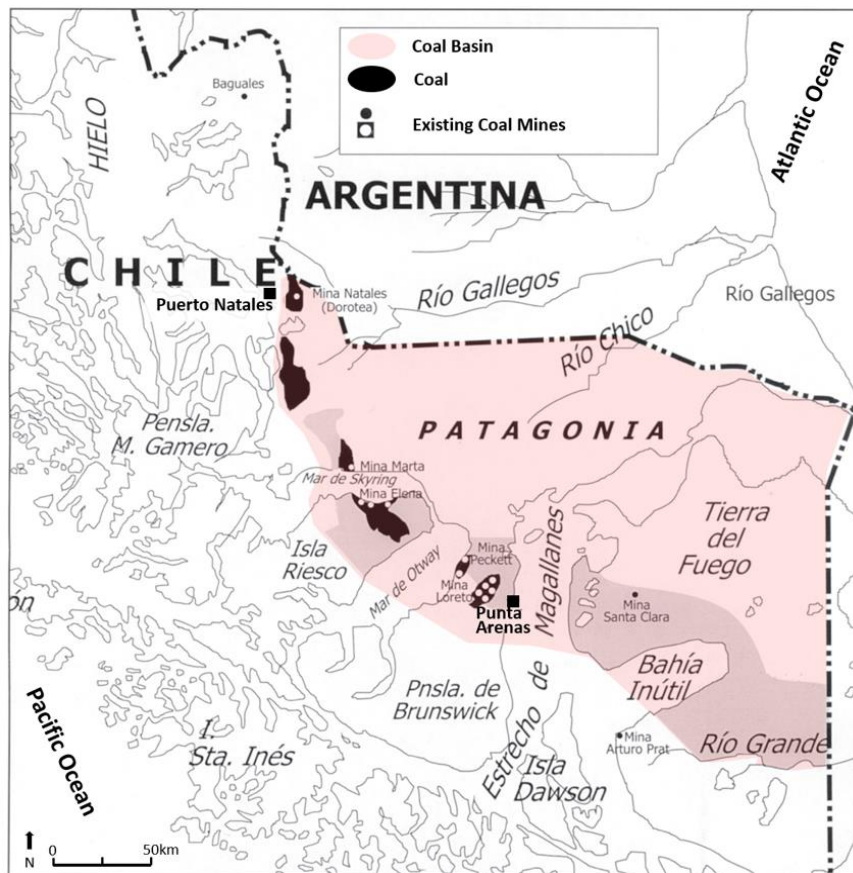 Coal Basin
Coal
Existing Coal Mines
Atlantic Ocean
Baguales
HIELO
ARGENTINA
CHILE
Puerto Natales
Mina Natales
(Dorotea)
Río Gallegos
Río Gallegos
Río Chico
PATAGONIA
Pensla.
M. Gamero
Mina Marta
Mar de Skyring
Mina Elena
Isla
Riesco
Mar de Otway
Mina
Peckett
Mina
Loreto
Punta
Arenas
Estrecho de Magallanes
Tierra
del
Fuego
Mina
Santa Clara
Bahía
Inútil
Pnsla. de
Brunswick
Mina
Arturo Prat
Río Grande
Isla
Dawson
I.
Sta. Inés
ón
Pacific Ocean
N
0 50km